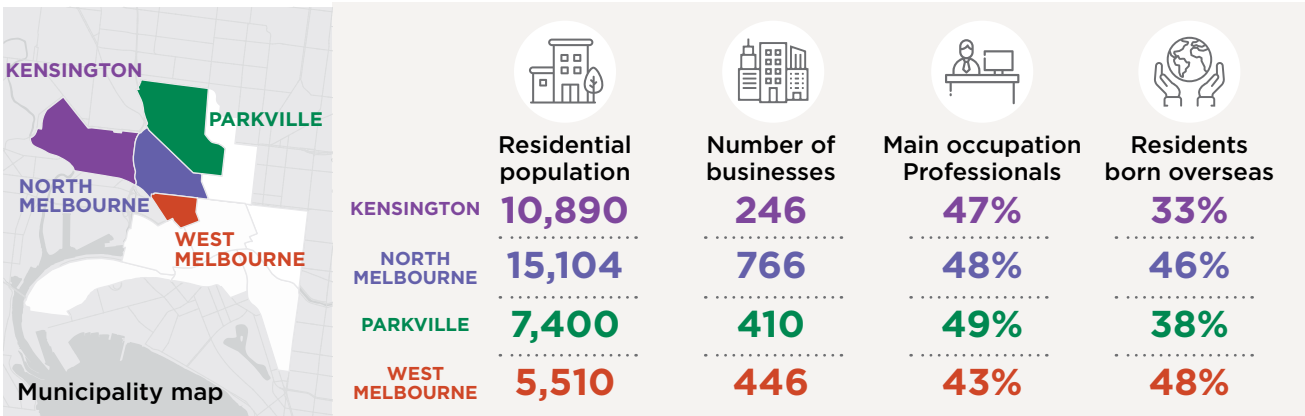 KENSINGTON
PARKVILLE
NORTH
MELBOURNE
WEST
MELBOURNE
Municipality map
Residential
population
Number of
businesses
Main occupation
Professionals
Residents
born overseas
KENSINGTON 10,890 246 47% 33%
NORTH
MELBOURNE 15,104 766 48% 46%
PARKVILLE 7,400 410 49% 38%
WEST
MELBOURNE 5,510 446 43% 48%